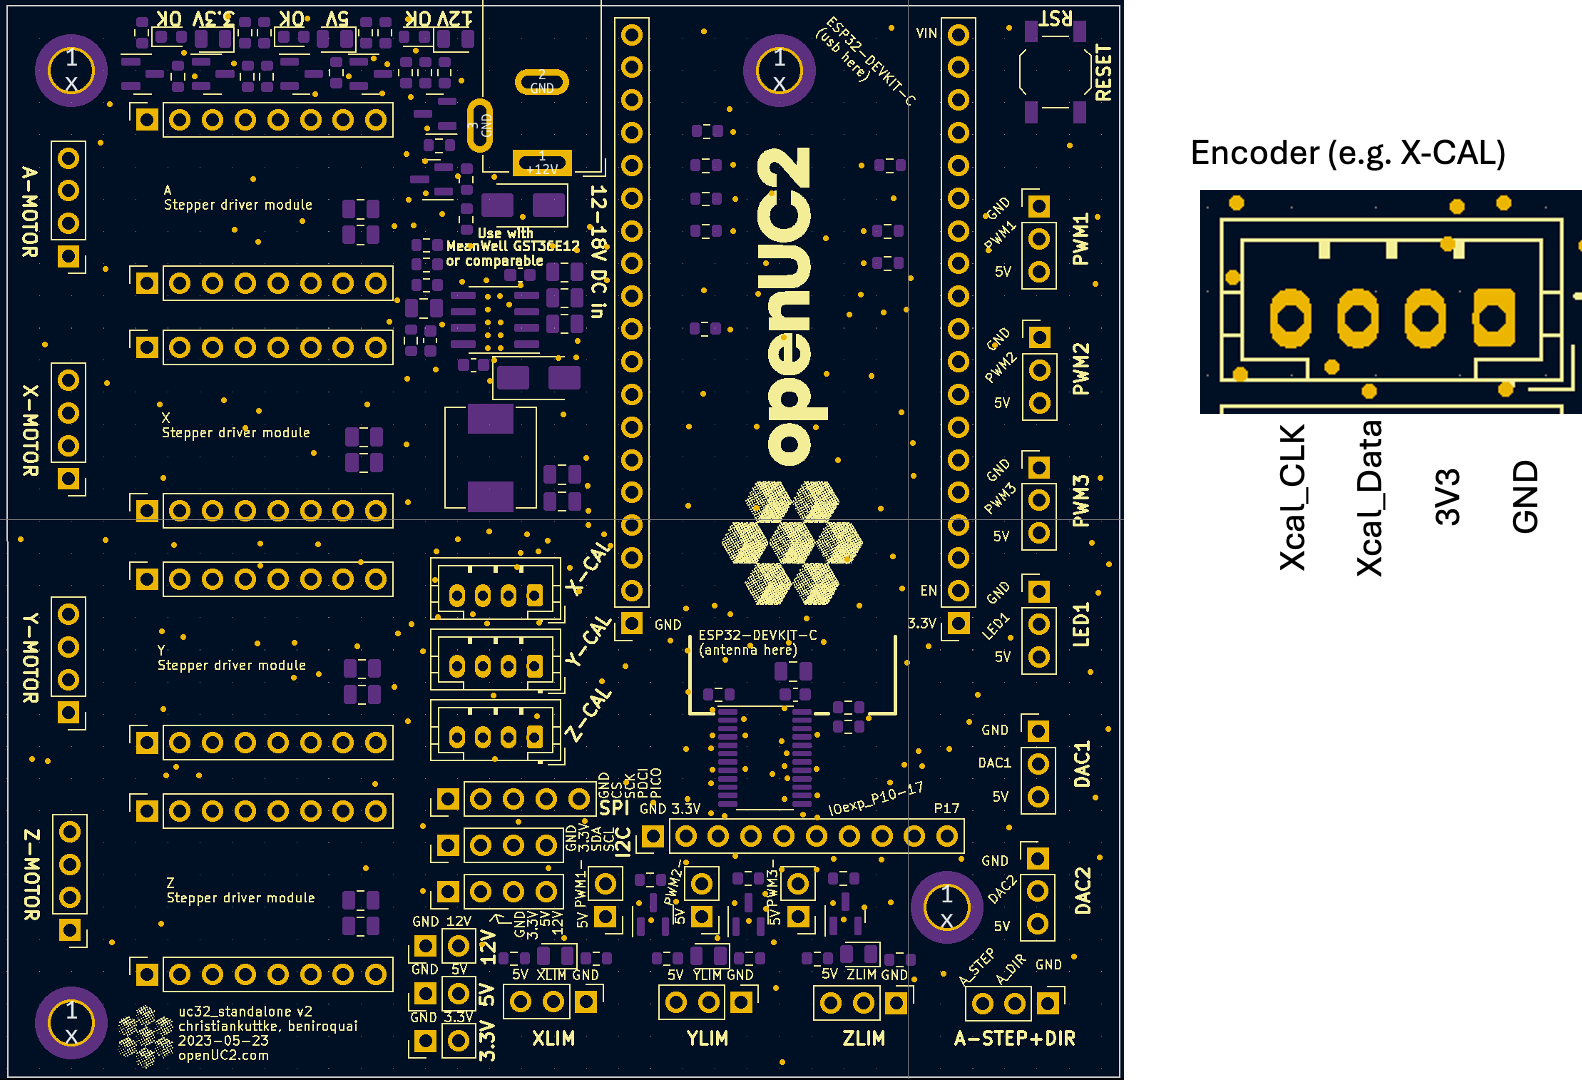 3.3V OK
5V OK
12V OK
1
x
2
GND
3
GND
1
+12V
ESP32-DEVKIT-C
(usb here)
1
x
VIN
RST
RESET
Encoder (e.g. X-CAL)
A-MOTOR
A
Stepper driver module
Use with
MeanWell GST36E12
or comparable
12-18V DC in
openUC2
GND
PWM1
5V
PWM1
X-MOTOR
X
Stepper driver module
GND
PWM2
5V
PWM2
GND
PWM3
5V
PWM3
Xcal_CLK
Xcal_Data
3V3
GND
Y-MOTOR
Y
Stepper driver module
X-CAL
Y-CAL
Z-CAL
GND
ESP32-DEVKIT-C
(antenna here)
EN
3.3V
GND
LED1
5V
LED1
GND
DAC1
5V
DAC1
Z-MOTOR
Z
Stepper driver module
GND
CS
SCK
PDCI
PICO
SPI
GND
3.3V
SDA
SCL
I2C
GND 3.3V
IOexp_P10-17
P17
GND
3.3V
5V
12V
5V PWM1-
5V PWM2-
5V PWM3-
GND
DAC2
5V
DAC2
GND 12V
12V
GND 5V
5V
GND 3.3V
3.3V
5V XLIM GND
XLIM
5V YLIM GND
YLIM
5V ZLIM GND
ZLIM
1
x
A_STEP
A_DIR
GND
A-STEP+DIR
1
x
uc32_standalone v2
christiankuttke, beniroquai
2023-05-23
openUC2.com